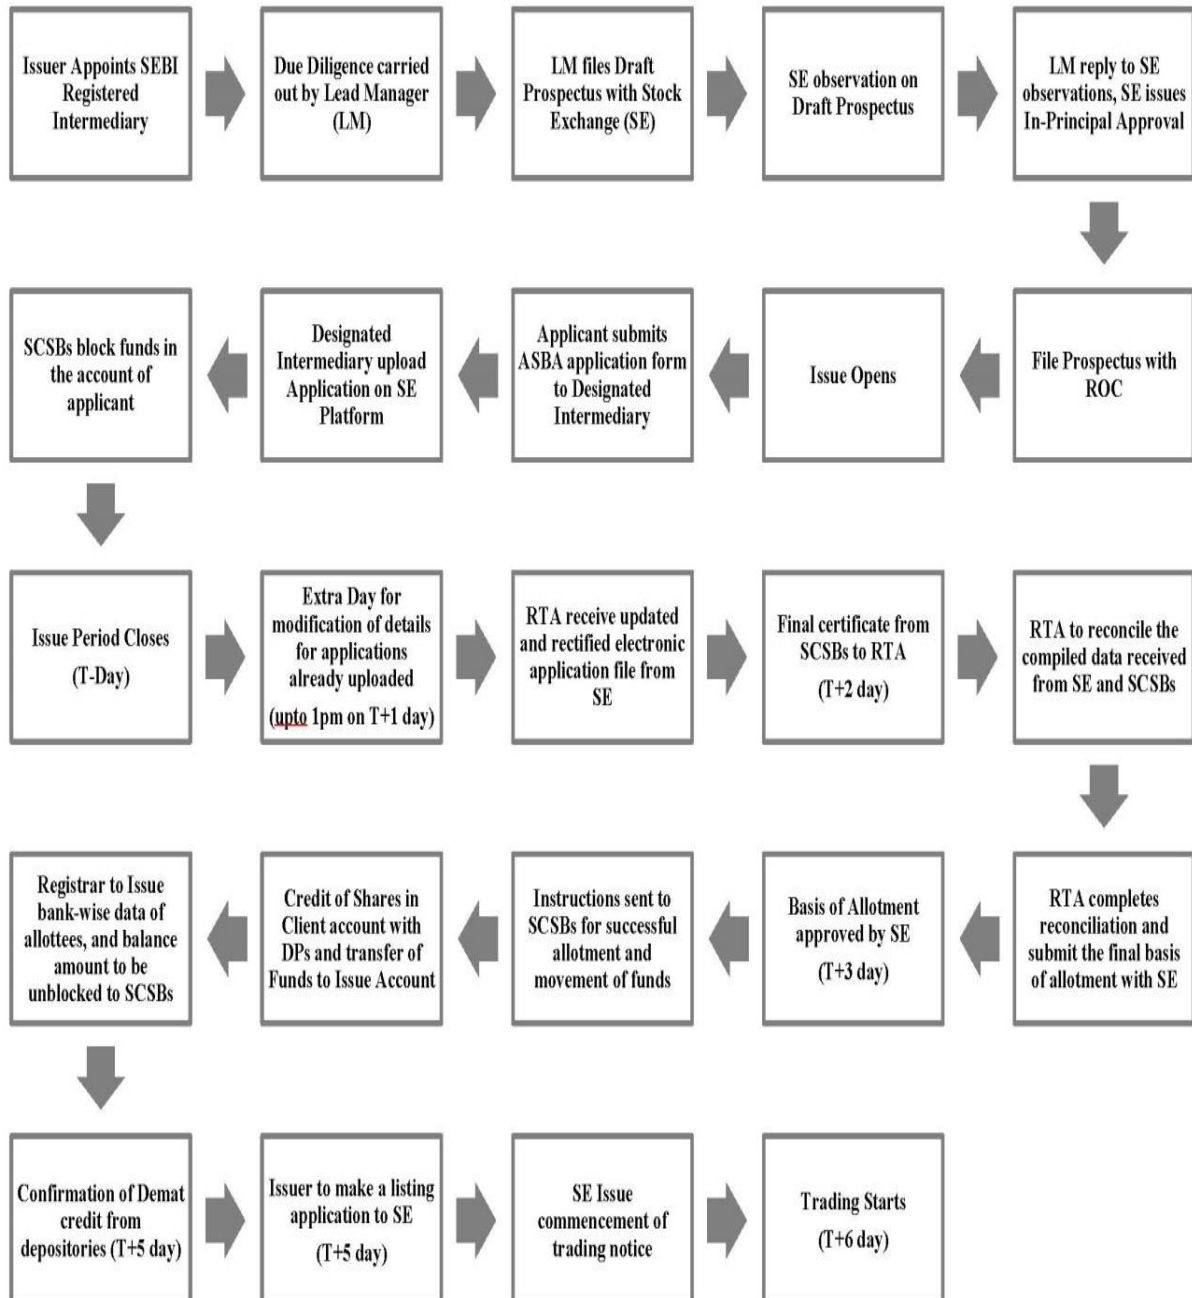 Issuer Appoints SEBI
Registered
Intermediary
Due Diligence carried
out by Lead Manager
(LM)
LM files Draft
Prospectus with Stock
Exchange (SE)
SE observation on
Draft Prospectus
LM reply to SE
observations, SE issues
In-Principal Approval
File Prospectus with
ROC
Issue Opens
Applicant submits
ASBA application form
to Designated
Intermediary
Designated
Intermediary upload
Application on SE
Platform
SCSBs block funds in
the account of
applicant
Issue Period Closes
(T-Day)
Extra Day for
modification of details
for applications
already uploaded
(upto 1pm on T+1 day)
RTA receive updated
and rectified electronic
application file from
SE
Final certificate from
SCSBs to RTA
(T+2 day)
RTA to reconcile the
compiled data received
from SE and SCSBs
RTA completes
reconciliation and
submit the final basis
of allotment with SE
Basis of Allotment
approved by SE
(T+3 day)
Instructions sent to
SCSBs for successful
allotment and
movement of funds
Credit of Shares in
Client account with
DPs and transfer of
Funds to Issue Account
Registrar to Issue
bank-wise data of
allottees, and balance
amount to be
unblocked to SCSBs
Confirmation of Demat
credit from
depositories (T+5 day)
Issuer to make a listing
application to SE
(T+5 day)
SE Issue
commencement of
trading notice
Trading Starts
(T+6 day)